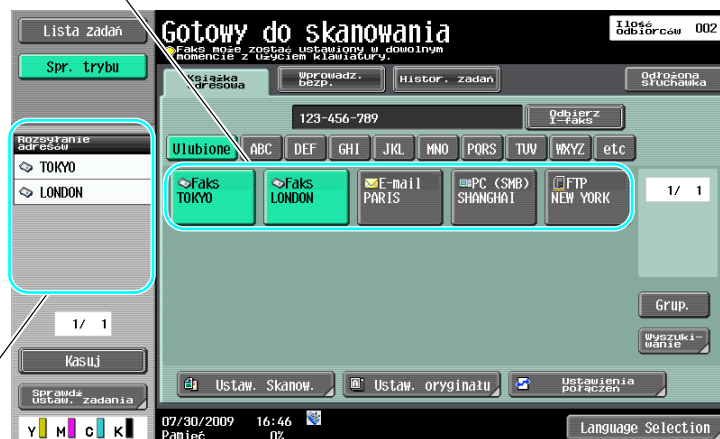 Lista zadań
Spr. trybu
Rozsyłanie
adresów
TOKYO
LONDON
1/ 1
Kasuj
Sprawdź
ustaw. zadania
Y M C K
Gotowy do skanowania
Faks może zostać ustawiony w dowolnym
momencie z użyciem klawiatury.
Ilość
odbiorców 002
Książka
adresowa
Wprowadz.
bezp.
Histor. zadań
Odłożona
słuchawka
123-456-789
Odbierz
I-faks
Ulubione ABC DEF GHI JKL MNO PQRS TUV WXYZ etc
Faks
TOKYO
Faks
LONDON
E-mail
PARIS
PC (SMB)
SHANGHAI
FTP
NEW YORK
1/ 1
Grup.
Wyszuki-
wanie
Ustaw. Skanow.
Ustaw. oryginału
Ustawienia
połączeń
07/30/2009 16:46
Pamięć 0%
Language Selection